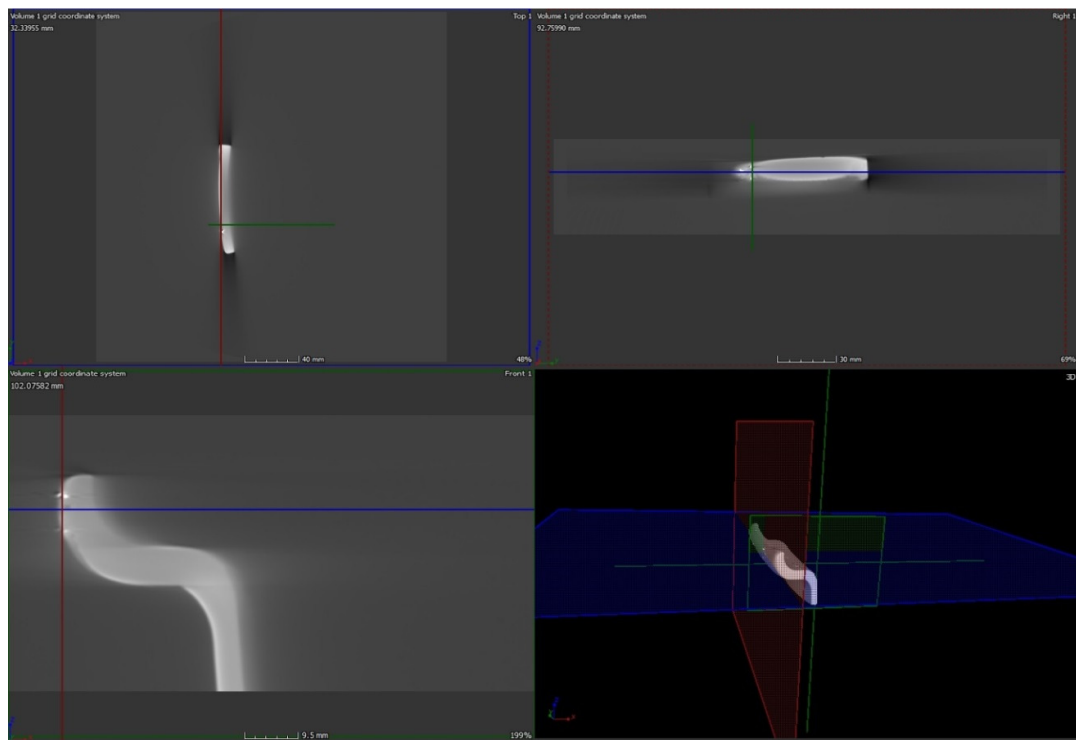 Volume 1 grid coordinate system Top 1
32.33955 mm
40 mm 48%
Volume 1 grid coordinate system Right 1
92.75990 mm
30 mm 69%
Volume 1 grid coordinate system Front 1
102.07582 mm
9.5 mm 199%
3D